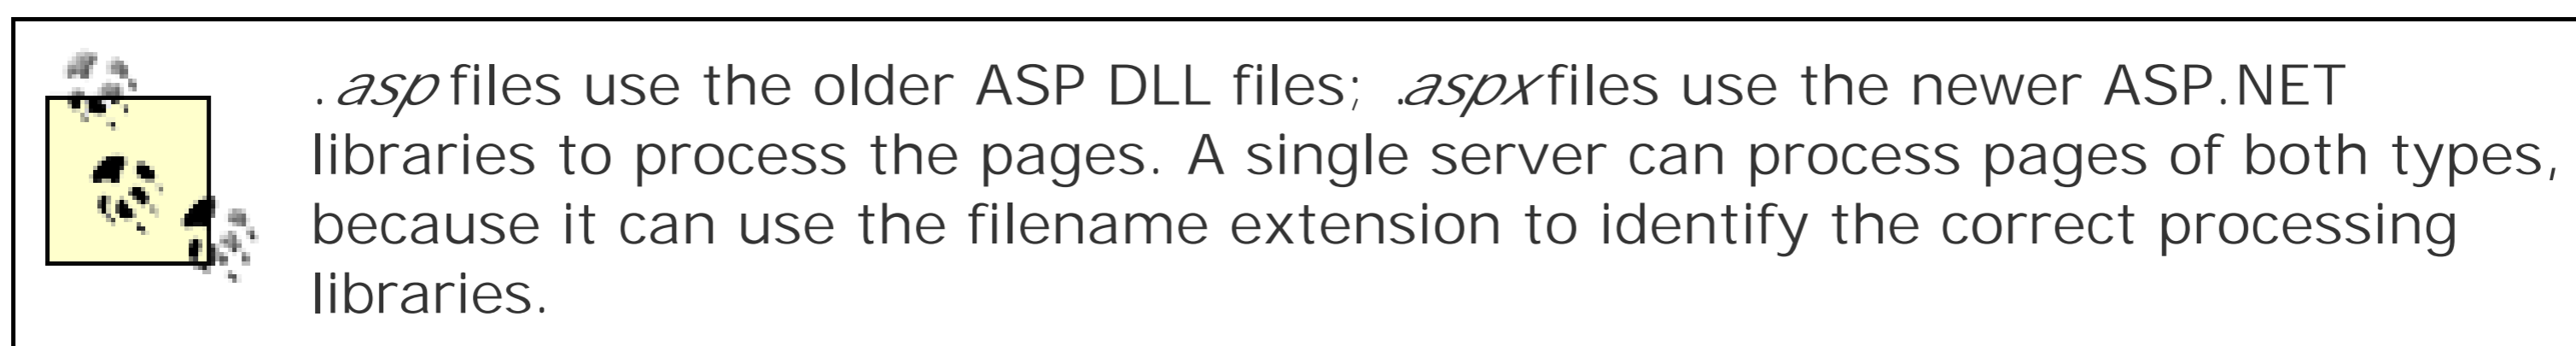 .asp files use the older ASP DLL files; .aspx files use the newer ASP.NET
libraries to process the pages. A single server can process pages of both types,
because it can use the filename extension to identify the correct processing
libraries.